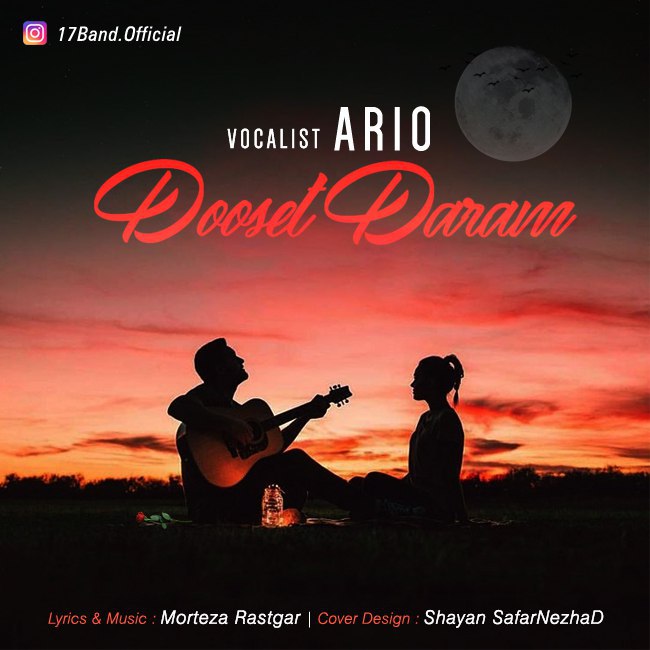 17Band.Official
VOCALIST ARIO
Dooset Daram
Lyrics & Music : Morteza Rastgar | Cover Design : Shayan SafarNezhaD